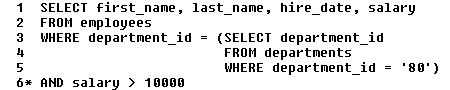 1 SELECT first_name, last_name, hire_date, salary
2 FROM employees
3 WHERE department_id = (SELECT department_id
4 FROM departments
5 WHERE department_id = '80')
6* AND salary > 10000